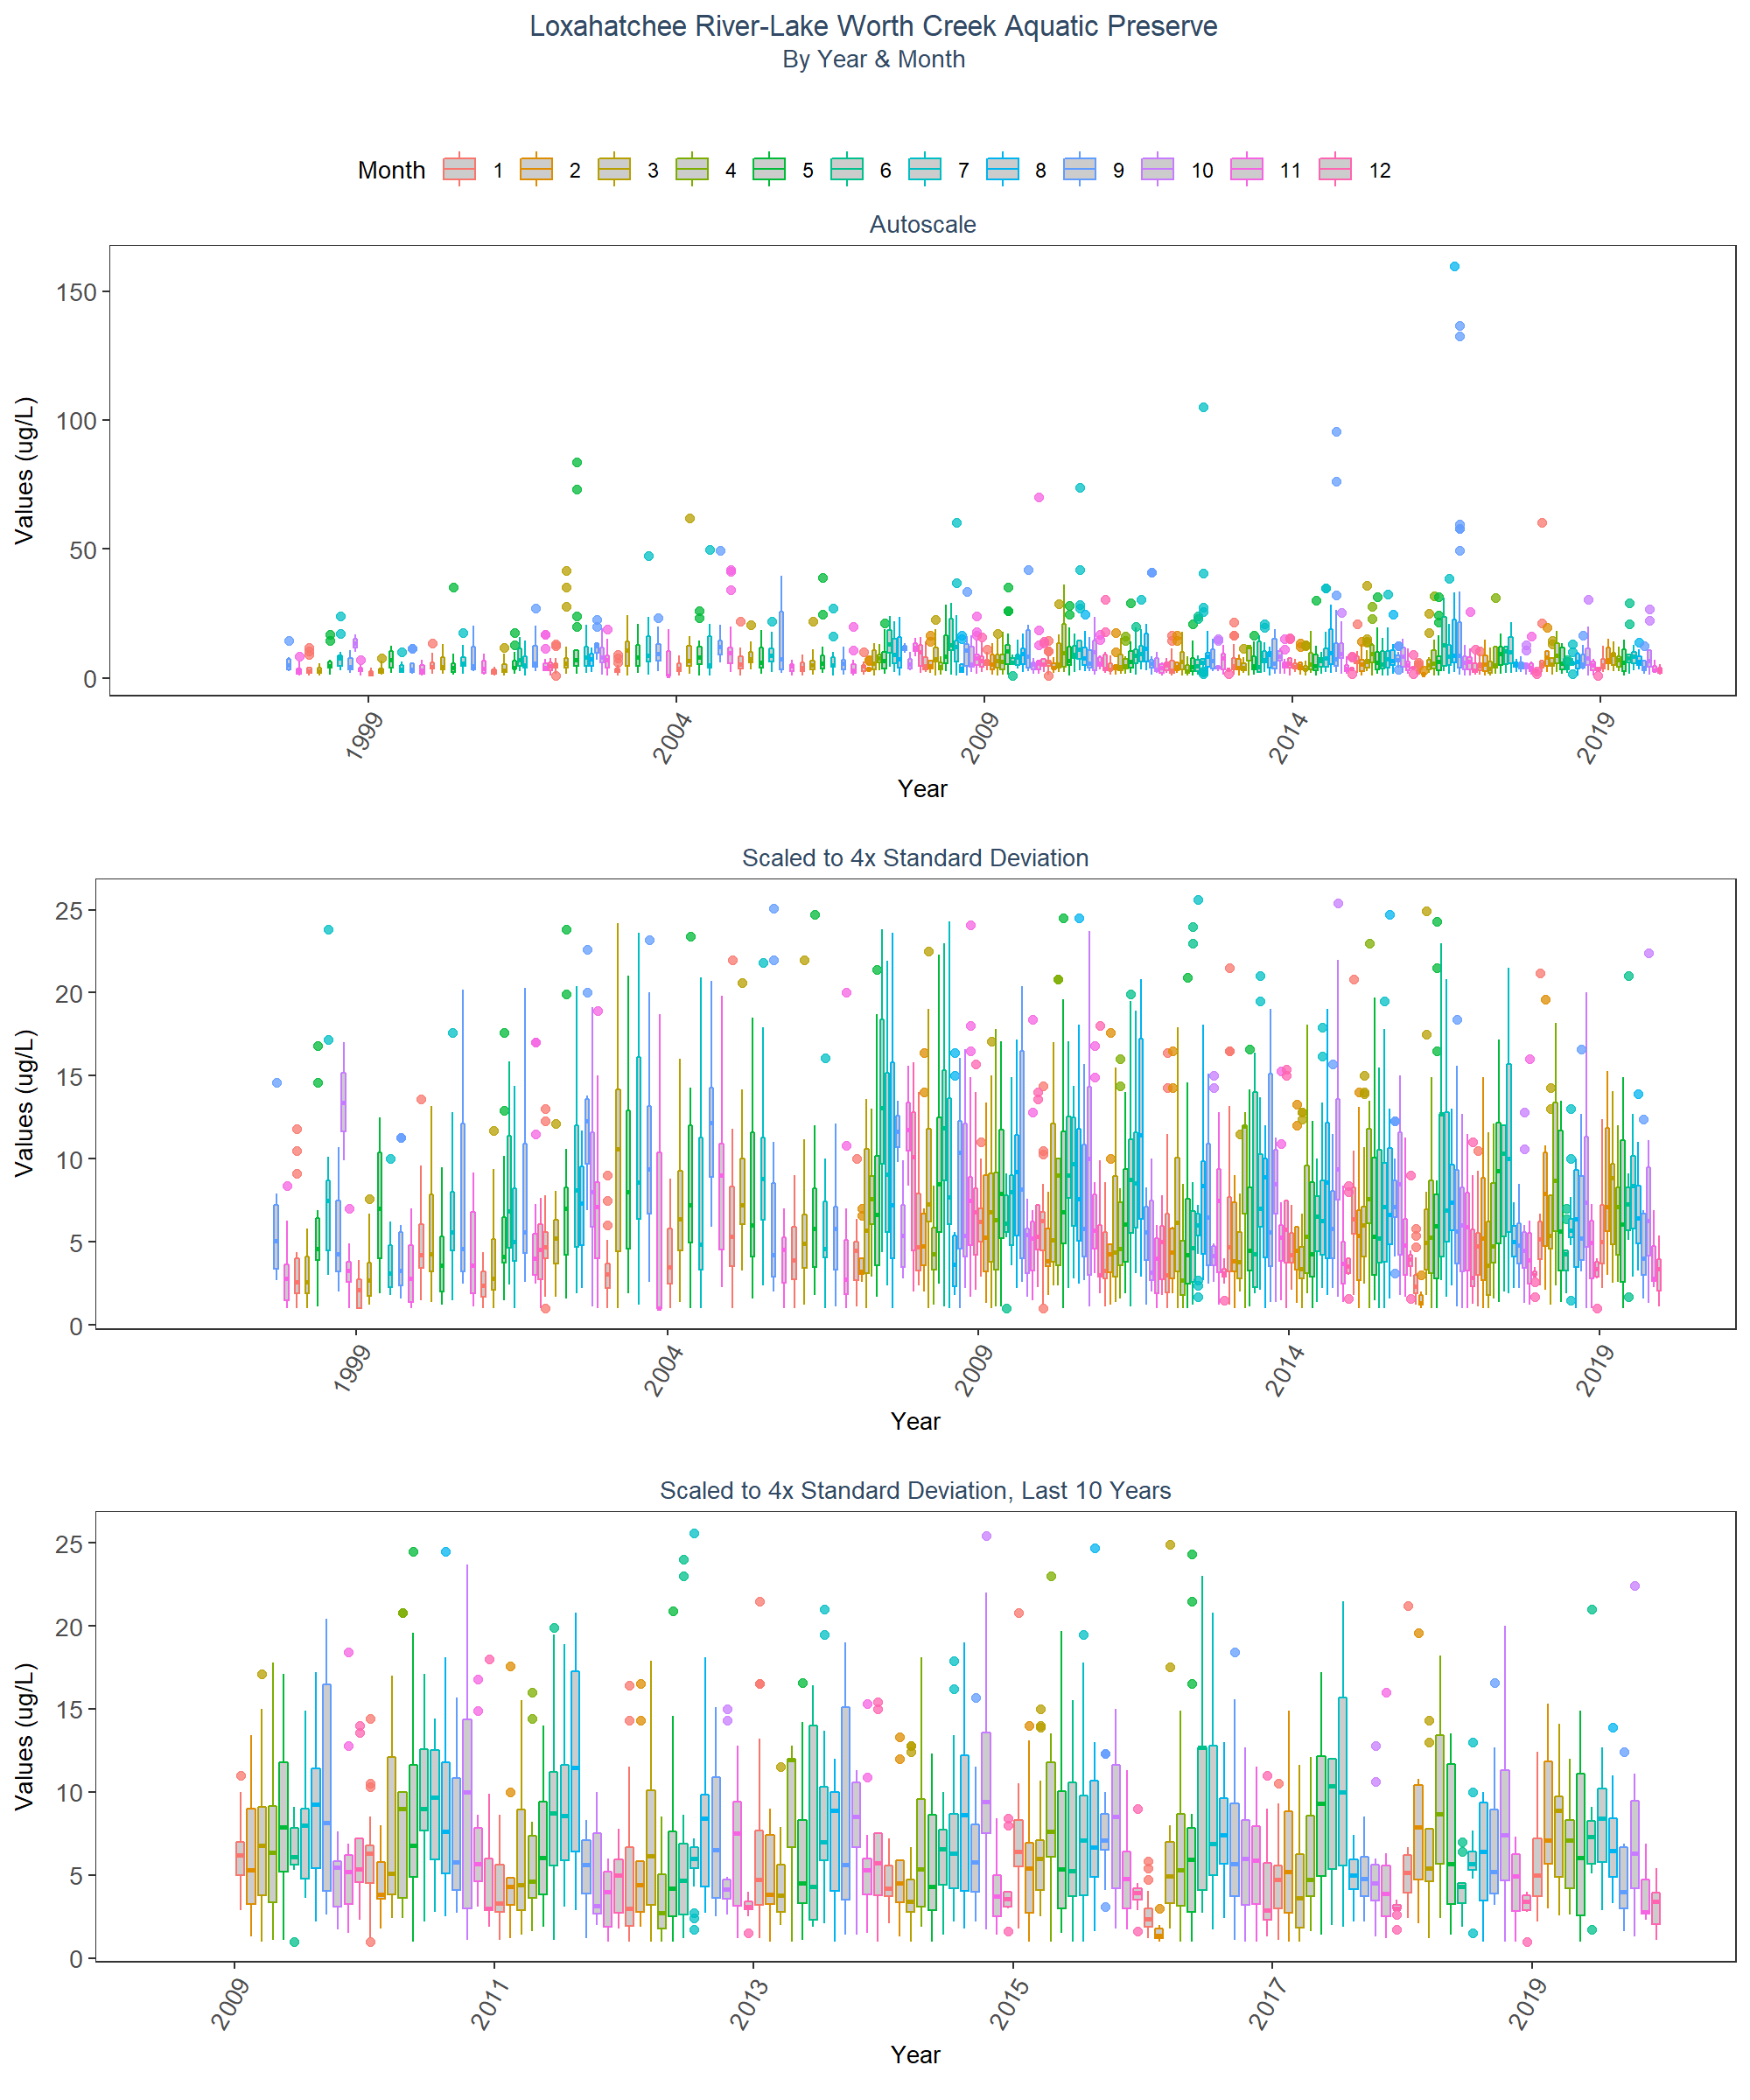 Loxahatchee River-Lake Worth Creek Aquatic Preserve
By Year & Month
Month 1 2 3 4 5 6 7 8 9 10 11 12
Autoscale
Values (ug/L)
150
100
50
0
1999 2004 2009 2014 2019
Year
Scaled to 4x Standard Deviation
Values (ug/L)
25
20
15
10
5
0
1999 2004 2009 2014 2019
Year
Scaled to 4x Standard Deviation, Last 10 Years
Values (ug/L)
25
20
15
10
5
0
2009 2011 2013 2015 2017 2019
Year